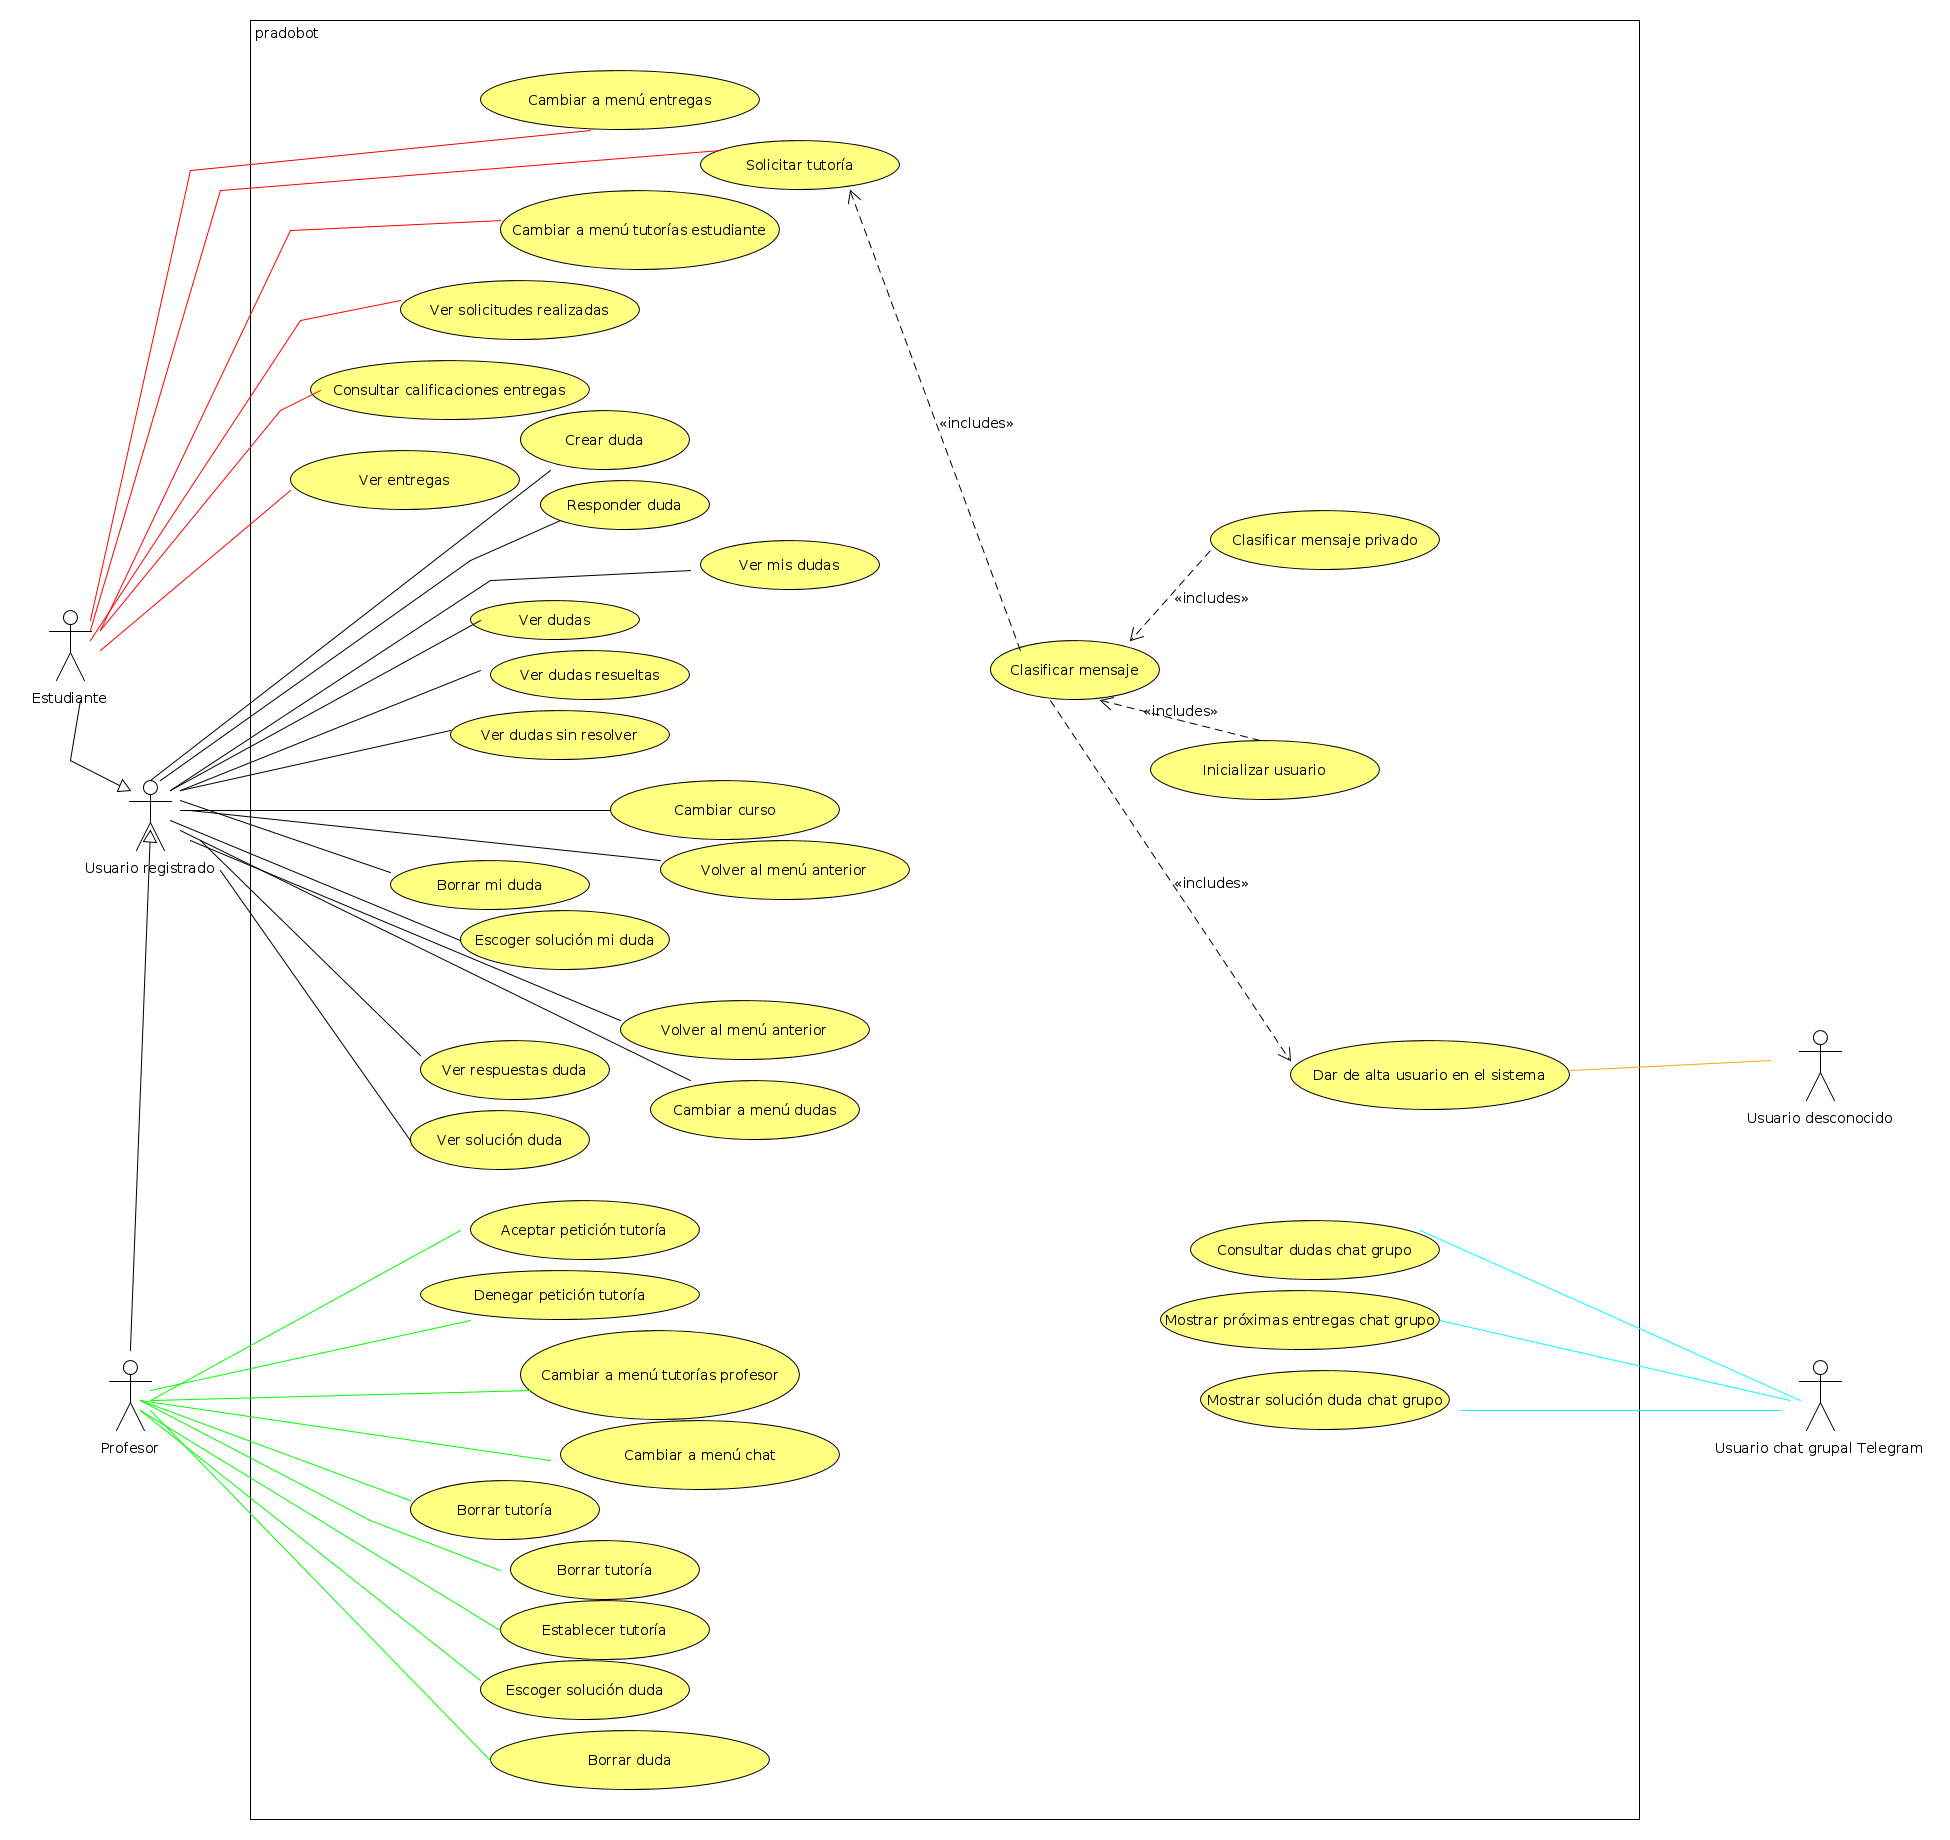 pradobot
Cambiar a menú entregas
Solicitar tutoría
Cambiar a menú tutorías estudiante
Ver solicitudes realizadas
Consultar calificaciones entregas
«includes»
Crear duda
Ver entregas
Responder duda
Clasificar mensaje privado
Ver mis dudas
«includes»
Ver dudas
Clasificar mensaje
Ver dudas resueltas
Estudiante
«includes»
Ver dudas sin resolver
Inicializar usuario
Cambiar curso
Usuario registrado
Volver al menú anterior
Borrar mi duda
«includes»
Escoger solución mi duda
Volver al menú anterior
Ver respuestas duda
Dar de alta usuario en el sistema
Cambiar a menú dudas
Usuario desconocido
Ver solución duda
Aceptar petición tutoría
Consultar dudas chat grupo
Denegar petición tutoría
Mostrar próximas entregas chat grupo
Cambiar a menú tutorías profesor
Mostrar solución duda chat grupo
Profesor
Usuario chat grupal Telegram
Cambiar a menú chat
Borrar tutoría
Borrar tutoría
Establecer tutoría
Escoger solución duda
Borrar duda